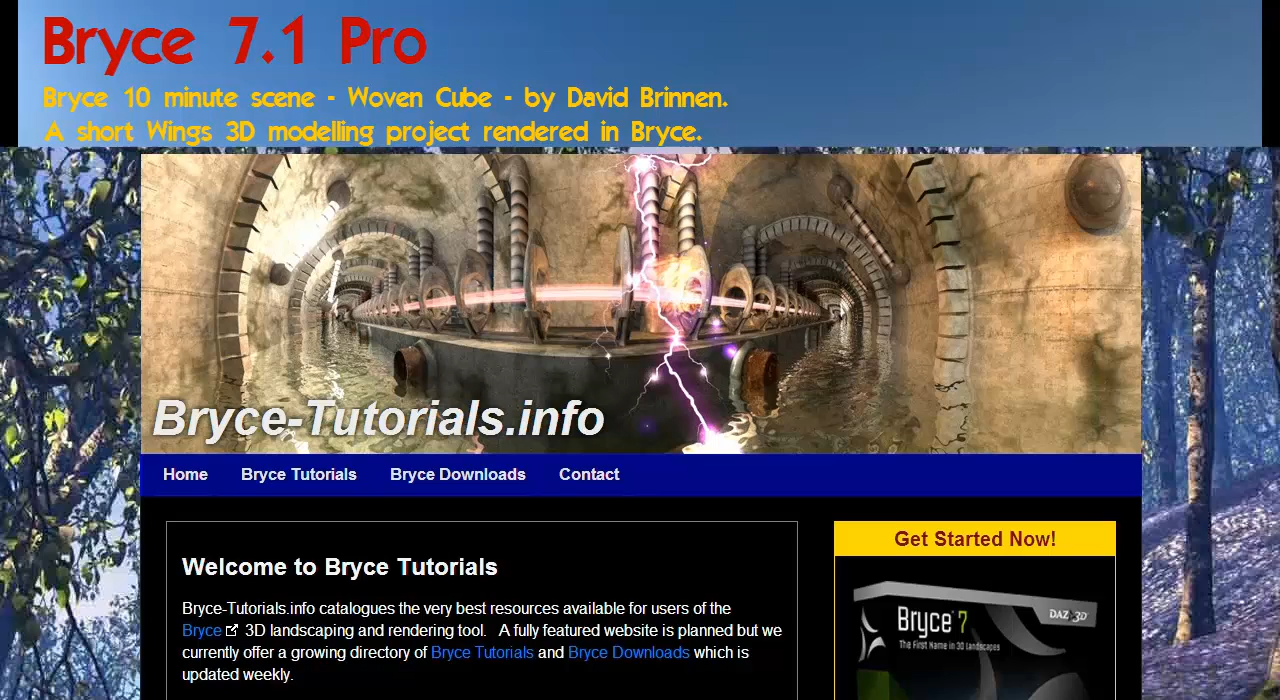 Bryce 7.1 Pro
Bryce 10 minute scene - Woven Cube - by David Brinnen.
A short Wings 3D modelling project rendered in Bryce.
Bryce-Tutorials.info
Home Bryce Tutorials Bryce Downloads Contact
Welcome to Bryce Tutorials
Bryce-Tutorials.info catalogues the very best resources available for users of the
Bryce 3D landscaping and rendering tool. A fully featured website is planned but we
currently offer a growing directory of Bryce Tutorials and Bryce Downloads which is
updated weekly.
Get Started Now!
Bryce 7
DAZ 3D
The First Name in 3D landscapes